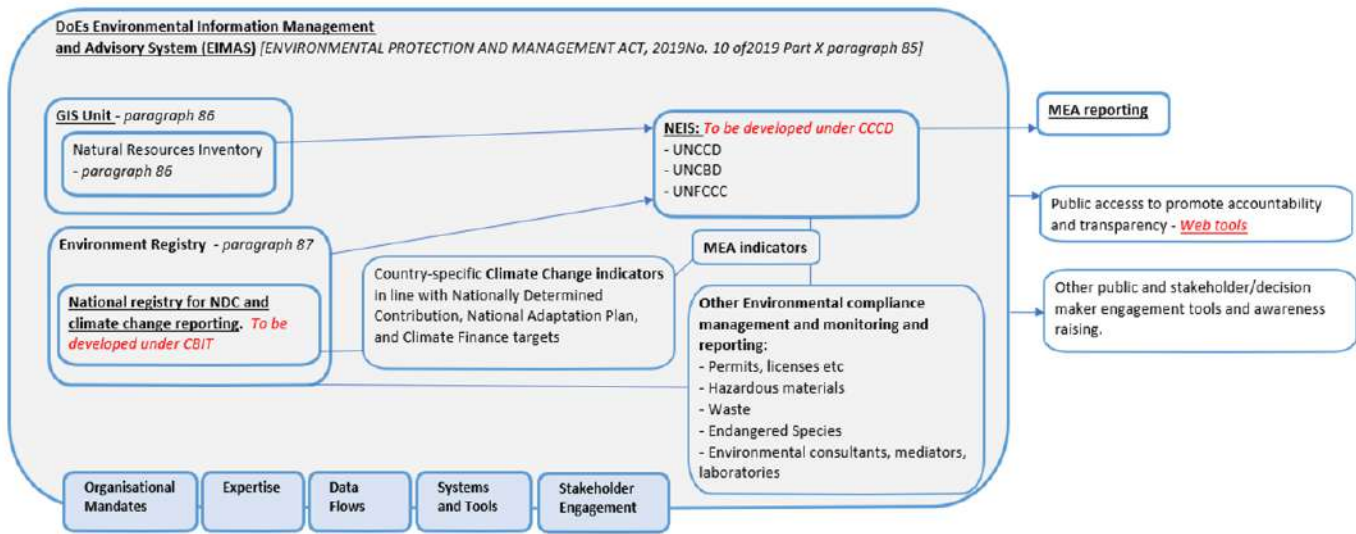 DoEs Environmental Information Management
and Advisory System (EIMAS) [ENVIRONMENTAL PROTECTION AND MANAGEMENT ACT, 2019No. 10 of2019 Part X paragraph 85]
GIS Unit - paragraph 86
Natural Resources Inventory
- paragraph 86
NEIS: To be developed under CCCD
- UNCCD
- UNCBD
- UNFCCC
MEA reporting
Public accesss to promote accountability
and transparency - Web tools
Environment Registry - paragraph 87
National registry for NDC and
climate change reporting. To be
developed under CBIT
MEA indicators
Country-specific Climate Change indicators
in line with Nationally Determined
Contribution, National Adaptation Plan,
and Climate Finance targets
Other Environmental compliance
management and monitoring and
reporting:
- Permits, licenses etc
- Hazardous materials
- Waste
- Endangered Species
- Environmental consultants, mediators,
laboratories
Other public and stakeholder/decision
maker engagement tools and awareness
raising.
Organisational
Mandates
Expertise
Data
Flows
Systems
and Tools
Stakeholder
Engagement